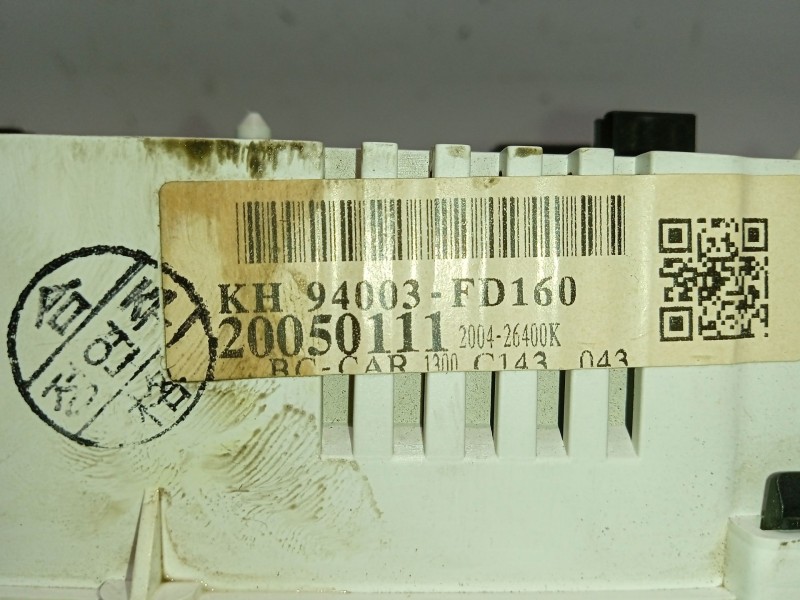 KH 94003-FD160
20050111 2004-26400K
BC-CAR 1300 C143 043